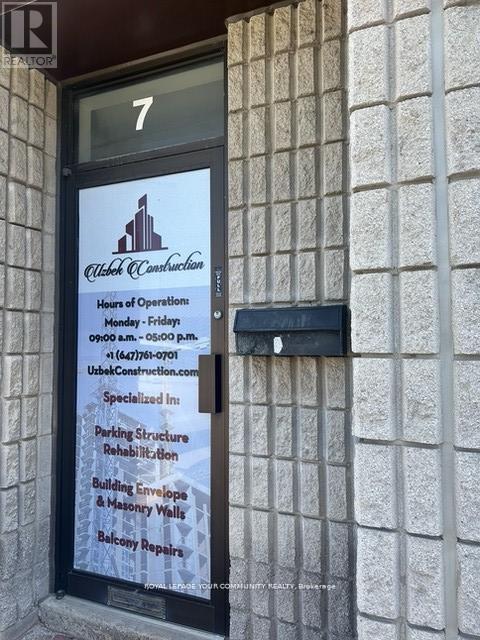 R
REALTOR
7
Uzbek Construction
PULL
Hours of Operation:
Monday - Friday:
09:00 a.m. - 05:00 p.m.
+1 (647)761-0701
UzbekConstruction.com
Specialized In:
Parking Structure
Rehabilitation
Building Envelope
& Masonry Walls
Balcony Repairs
ROYAL LEPAGE YOUR COMMUNITY REALTY, Brokerage